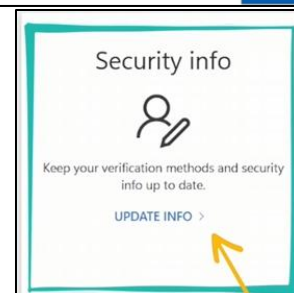 Security info
Keep your verification methods and security
info up to date.
UPDATE INFO >